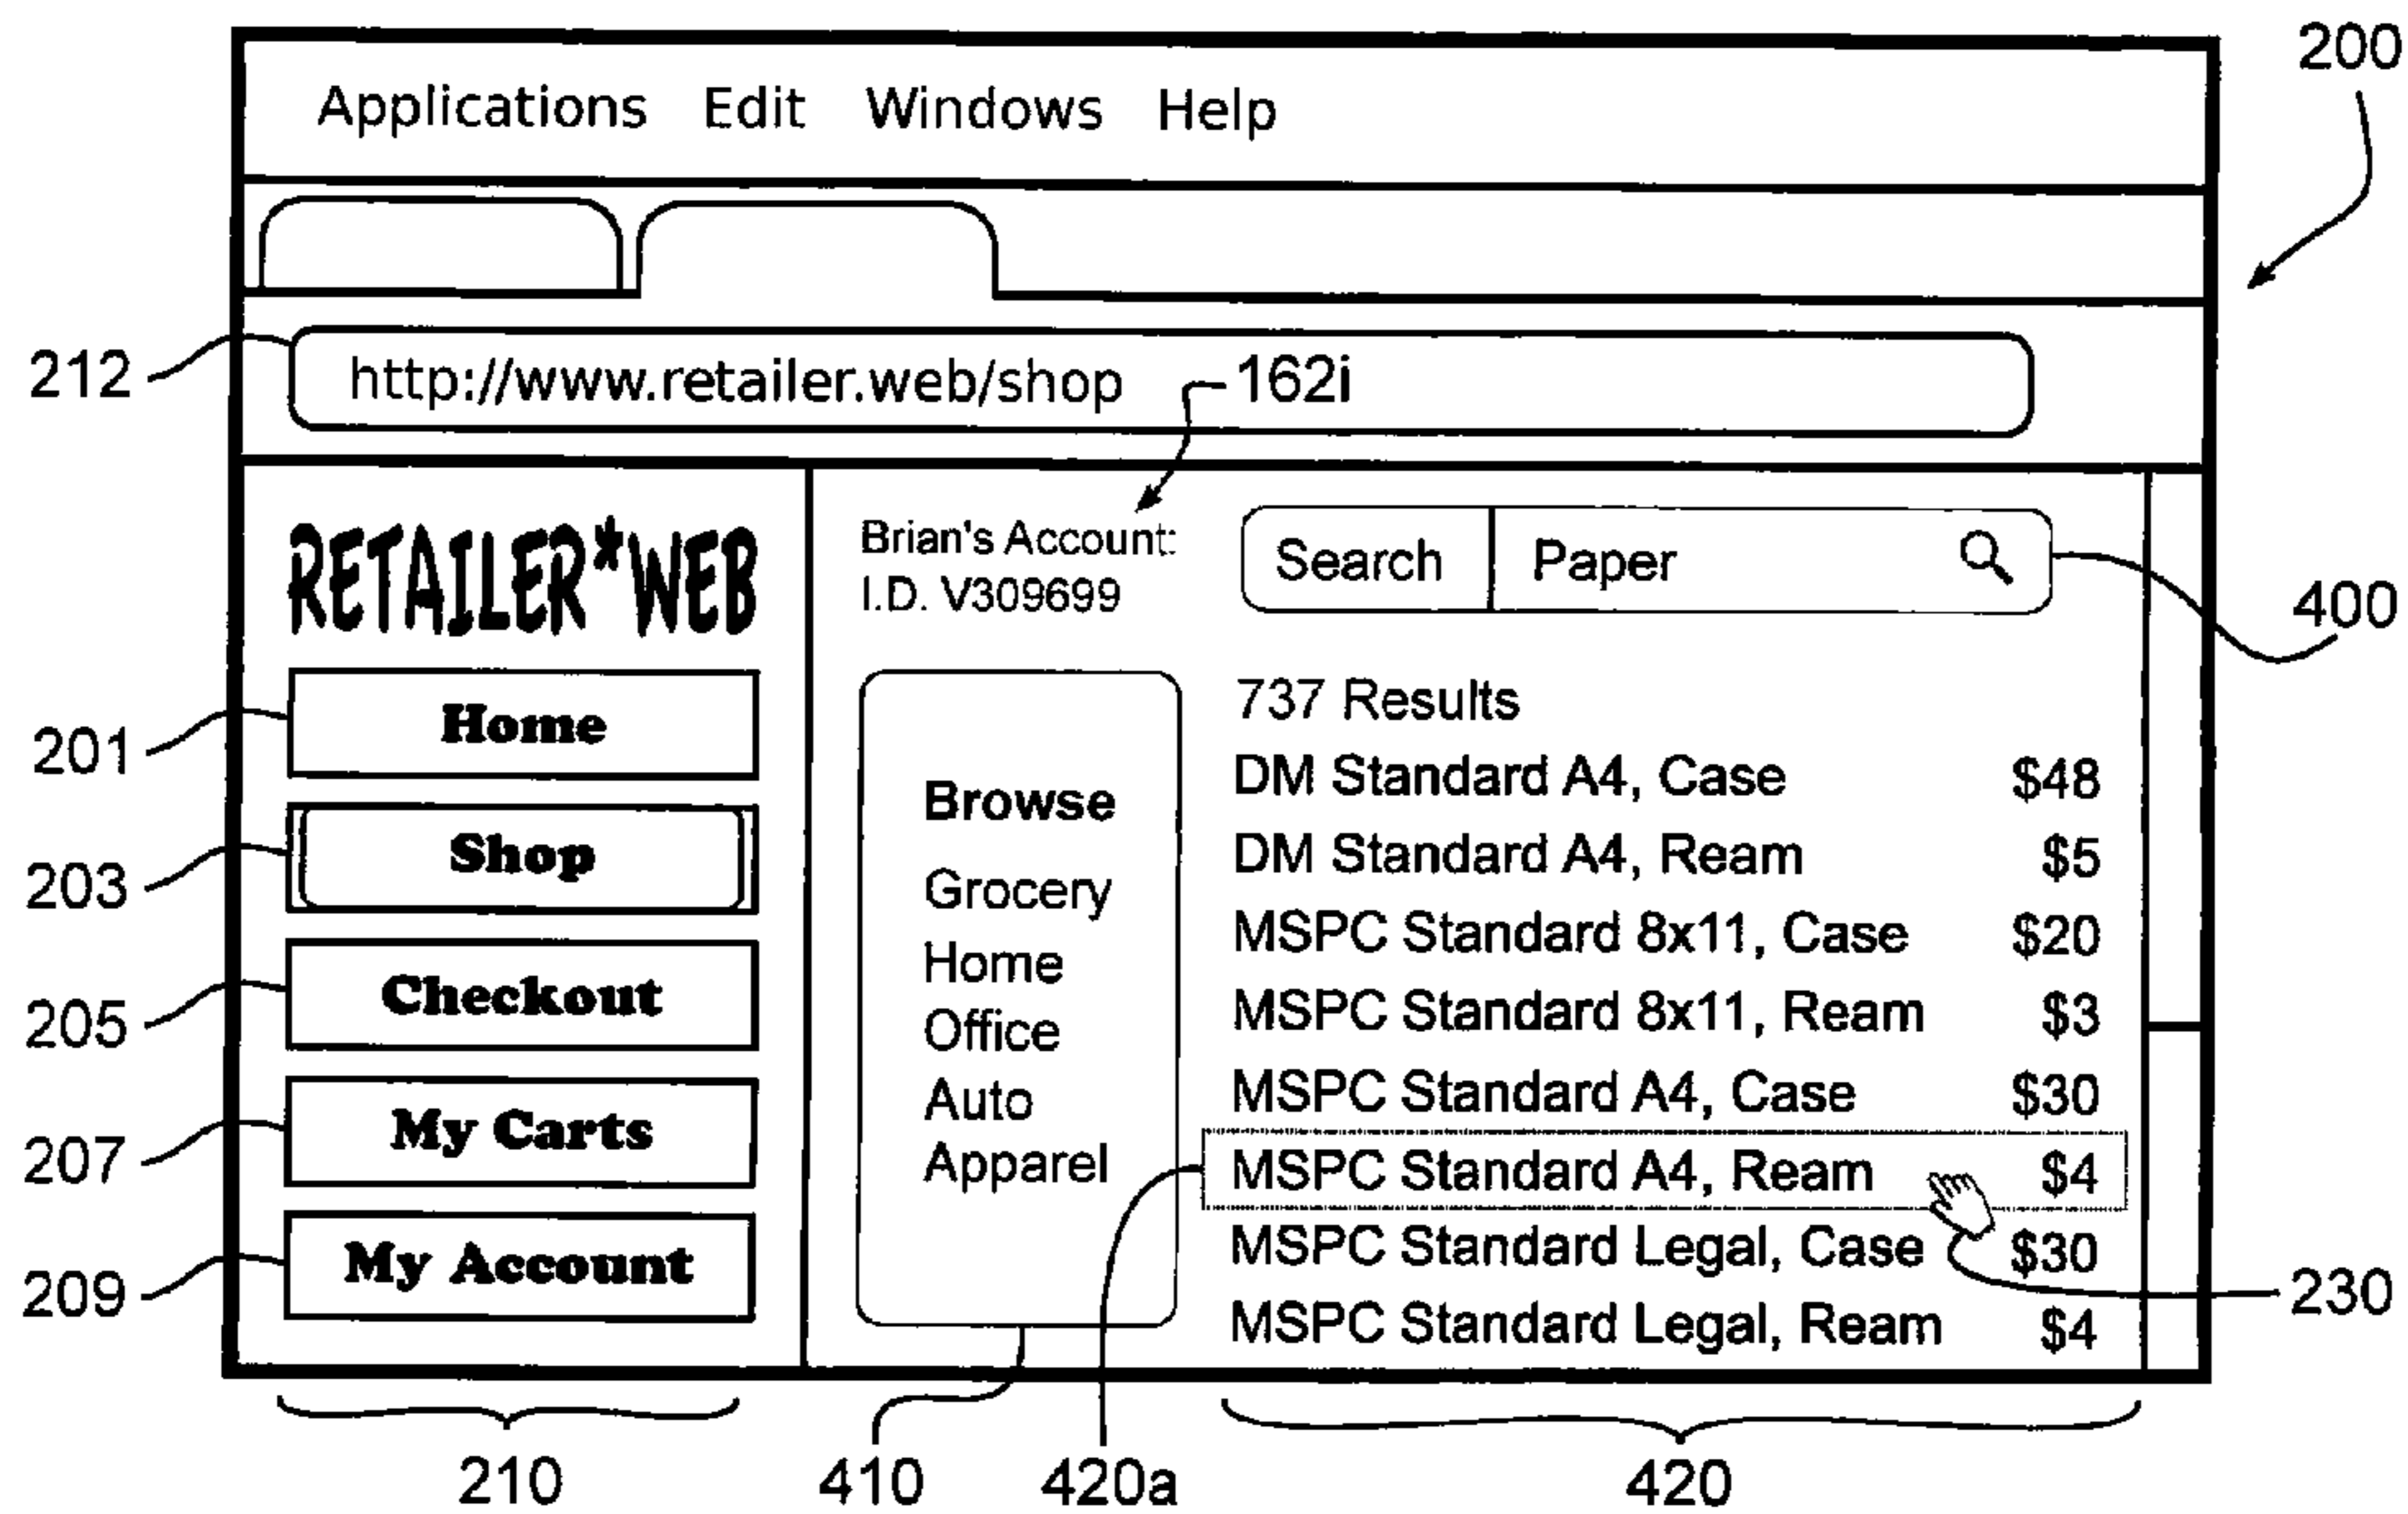 200
Applications Edit Windows Help
212
http://www.retailer.web/shop
162i
RETAILER*WEB
Brian's Account:
I.D. V309699
Search Paper
400
201
Home
203
Shop
205
Checkout
207
My Carts
209
My Account
Browse
Grocery
Home
Office
Auto
Apparel
737 Results
DM Standard A4, Case $48
DM Standard A4, Ream $5
MSPC Standard 8x11, Case $20
MSPC Standard 8x11, Ream $3
MSPC Standard A4, Case $30
MSPC Standard A4, Ream $4
MSPC Standard Legal, Case $30
MSPC Standard Legal, Ream $4
230
210
410
420a
420